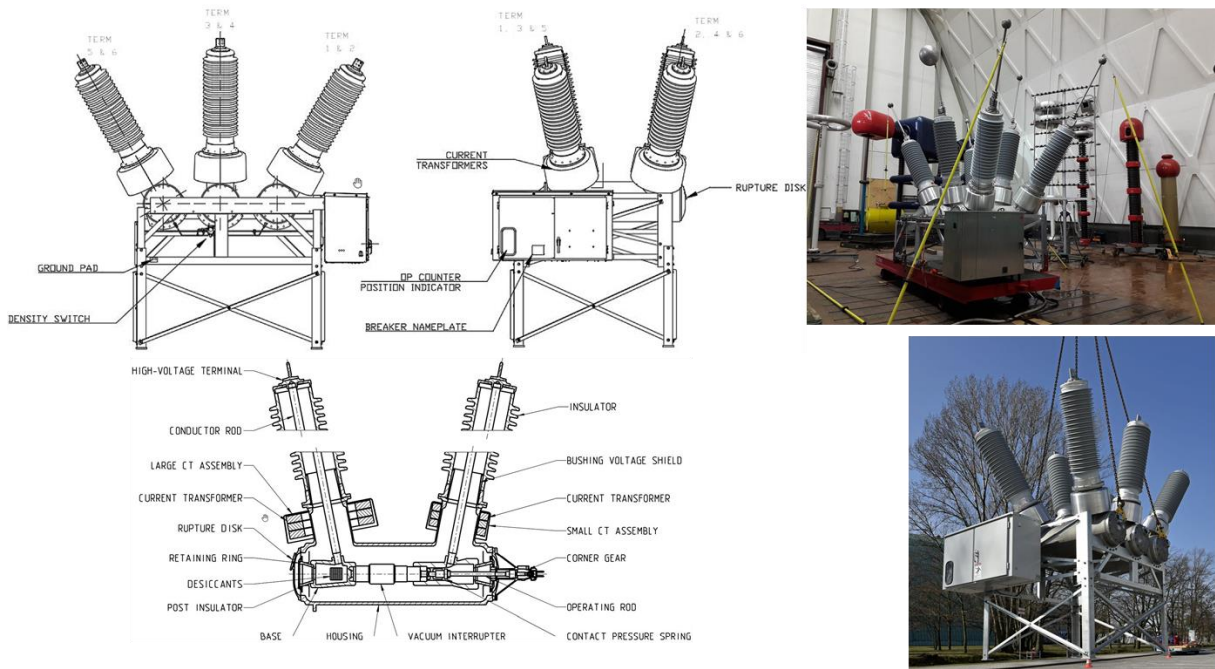 TERM
5 & 6
TERM
3 & 4
TERM
1 & 2
GROUND PAD
DENSITY SWITCH
TERM
1, 3 & 5
TERM
2, 4 & 6
CURRENT
TRANSFORMERS
RUPTURE DISK
OP COUNTER
POSITION INDICATOR
BREAKER NAMEPLATE
HIGH-VOLTAGE TERMINAL
CONDUCTOR ROD
LARGE CT ASSEMBLY
CURRENT TRANSFORMER
RUPTURE DISK
RETAINING RING
DESICCANTS
POST INSULATOR
BASE
HOUSING
VACUUM INTERRUPTER
INSULATOR
BUSHING VOLTAGE SHIELD
CURRENT TRANSFORMER
SMALL CT ASSEMBLY
CORNER GEAR
OPERATING ROD
CONTACT PRESSURE SPRING